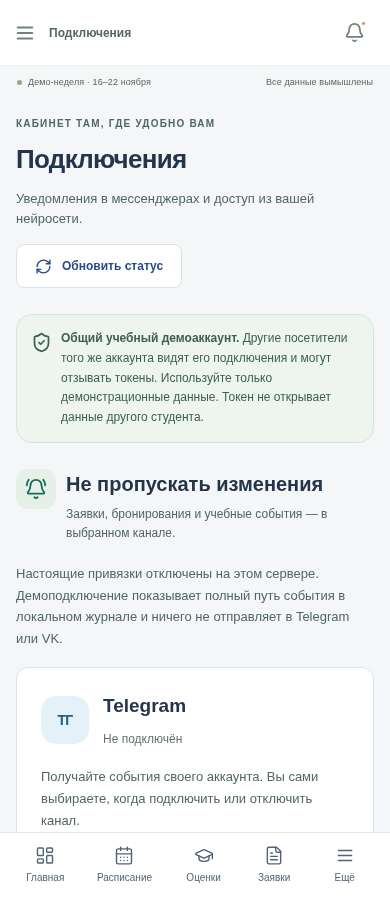 Подключения
Демо-неделя · 16–22 ноября
Все данные вымышлены
КАБИНЕТ ТАМ, ГДЕ УДОБНО ВАМ
Подключения
Уведомления в мессенджерах и доступ из вашей
нейросети.
Обновить статус
Общий учебный демоаккаунт. Другие посетители
того же аккаунта видят его подключения и могут
отзывать токены. Используйте только
демонстрационные данные. Токен не открывает
данные другого студента.
Не пропускать изменения
Заявки, бронирования и учебные события — в
выбранном канале.
Настоящие привязки отключены на этом сервере.
Демоподключение показывает полный путь события в
локальном журнале и ничего не отправляет в Telegram
или VK.
ТГ
Telegram
Не подключён
Получайте события своего аккаунта. Вы сами
выбираете, когда подключить или отключить
канал.
Главная
Расписание
Оценки
Заявки
Ещё